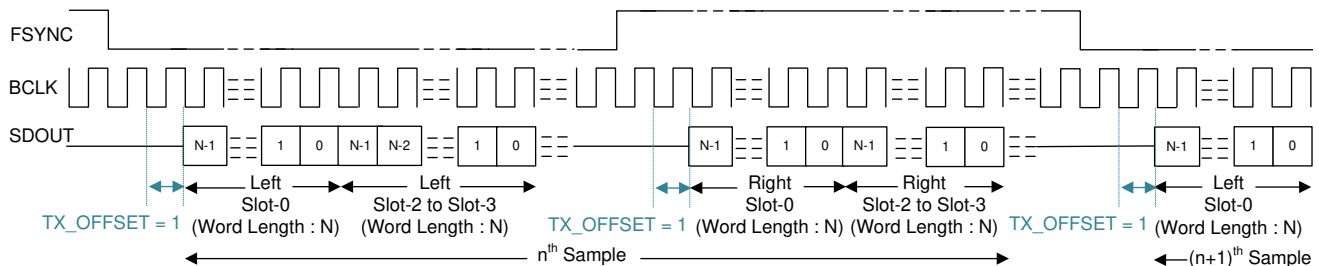 FSYNC
BCLK
SDOUT
N-1 1 0 N-1 N-2 1 0 N-1 1 0 N-1 1 0 N-1 1 0
Left Left Right Right Left
Slot-0 Slot-2 to Slot-3 Slot-0 Slot-2 to Slot-3 Slot-0
TX_OFFSET = 1 (Word Length : N) (Word Length : N) TX_OFFSET = 1 (Word Length : N) (Word Length : N) TX_OFFSET = 1 (Word Length : N)
nth Sample (n+1)th Sample